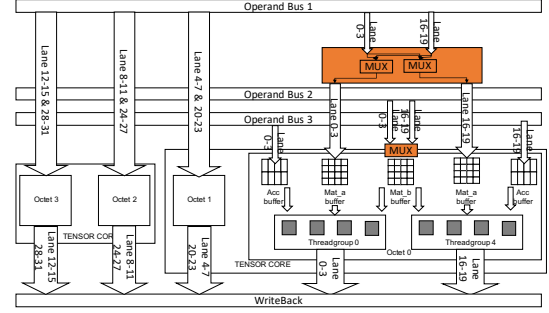 Operand Bus 1
Lane 12-15 & 28-31
Lane 8-11 & 24-27
Lane 4-7 & 20-23
Lane 0-3
Lane 16-19
MUX
MUX
Operand Bus 2
Lane 0-3
Lane 0-3
Lane 16-19
Lane 16-19
Operand Bus 3
Lane 0-3
Lane 16-19
MUX
Octet 3
Octet 2
Octet 1
Acc buffer
Mat_a buffer
Mat_b buffer
Mat_a buffer
Acc buffer
Threadgroup 0
Threadgroup 4
Octet 0
TENSOR CORE
TENSOR CORE
Lane 12-15 28-31
Lane 8-11 24-27
Lane 4-7 20-23
Lane 0-3
Lane 16-19
WriteBack